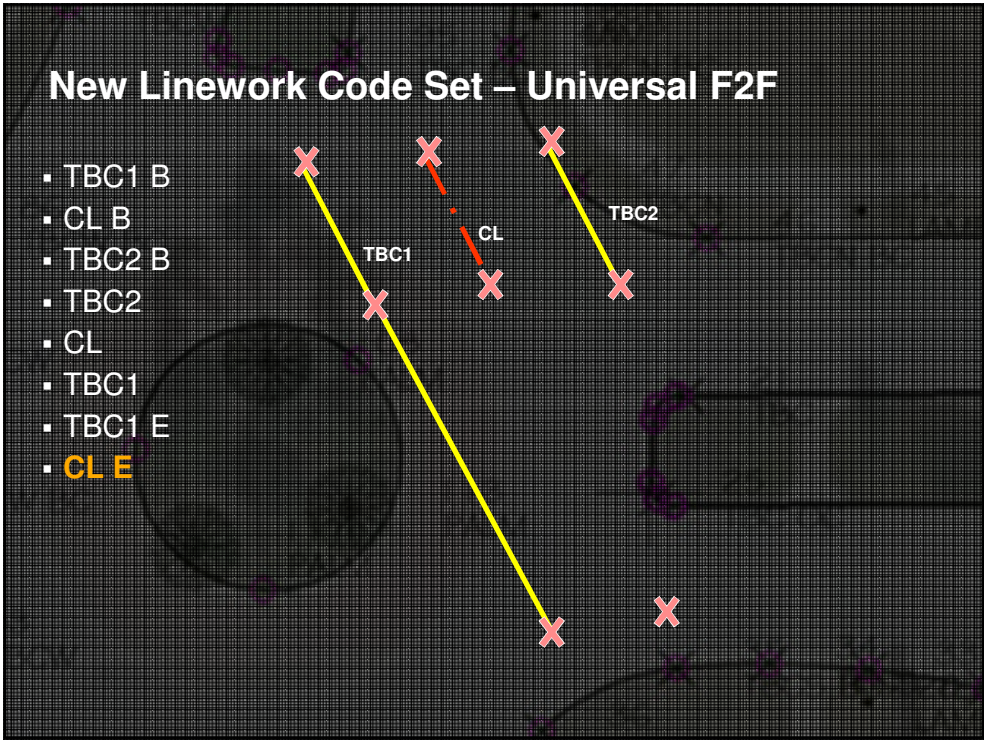 New Linework Code Set – Universal F2F
▪ TBC1 B
▪ CL B
▪ TBC2 B
▪ TBC2
▪ CL
▪ TBC1
▪ TBC1 E
▪ CL E
TBC1
CL
TBC2